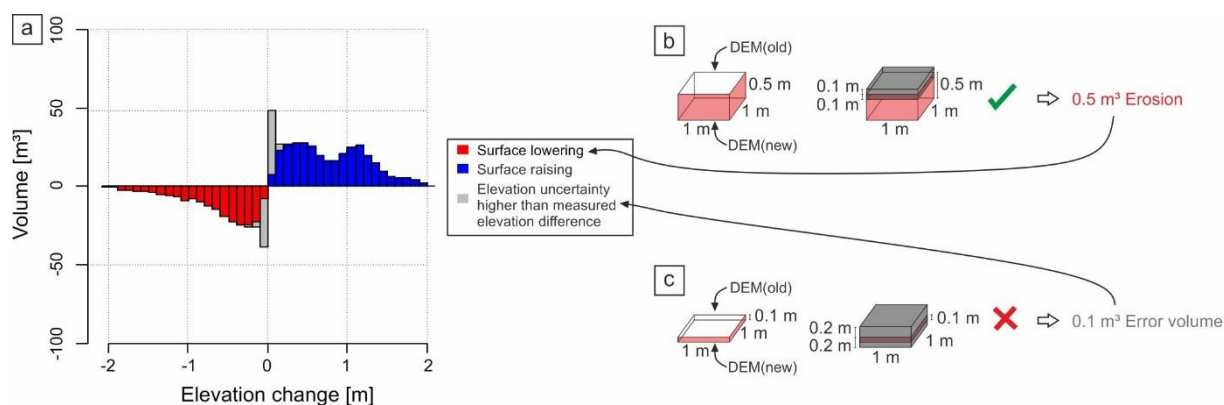 a
Volume [m³]
100
50
0
-50
-100
-2
-1
0
1
2
Elevation change [m]
Surface lowering
Surface raising
Elevation uncertainty
higher than measured
elevation difference
b
DEM(old)
0.5 m
1 m
1 m
DEM(new)
0.1 m
0.1 m
0.5 m
1 m
1 m
0.5 m³ Erosion
c
DEM(old)
0.1 m
1 m
1 m
DEM(new)
0.2 m
0.2 m
0.1 m
1 m
1 m
0.1 m³ Error volume